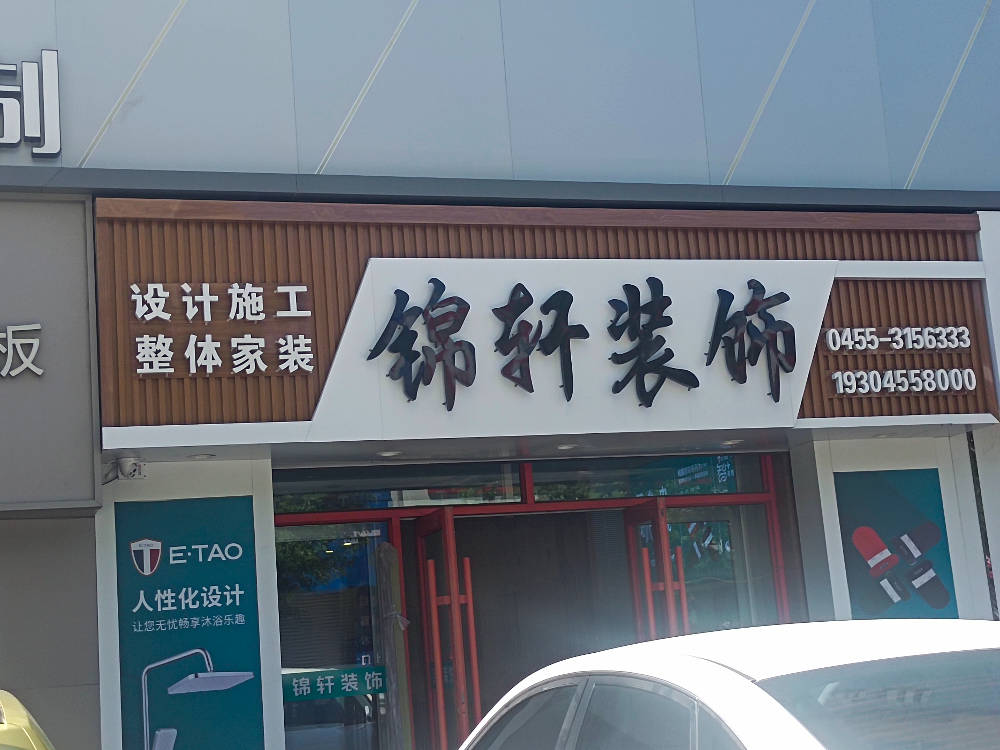 制
板
设计施工
整体家装
锦轩装饰
0455-3156333
19304558000
E·TAO
人性化设计
让您无忧畅享沐浴乐趣
锦轩装饰